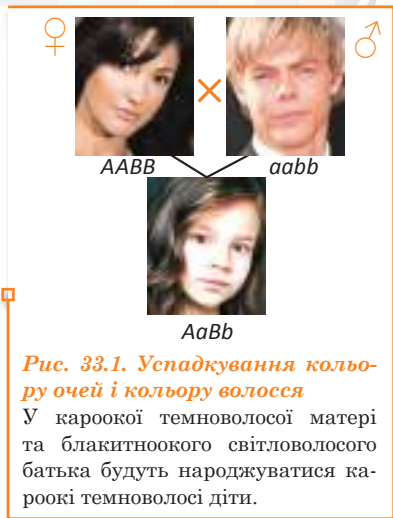 ♀ ♂
×
AABB aabb
AaBb
Рис. 33.1. Успадкування кольо-
ру очей і кольору волосся
У кароокої темноволосої матері
та блакитноокого світловолосого
батька будуть народжуватися ка-
роокі темноволосі діти.